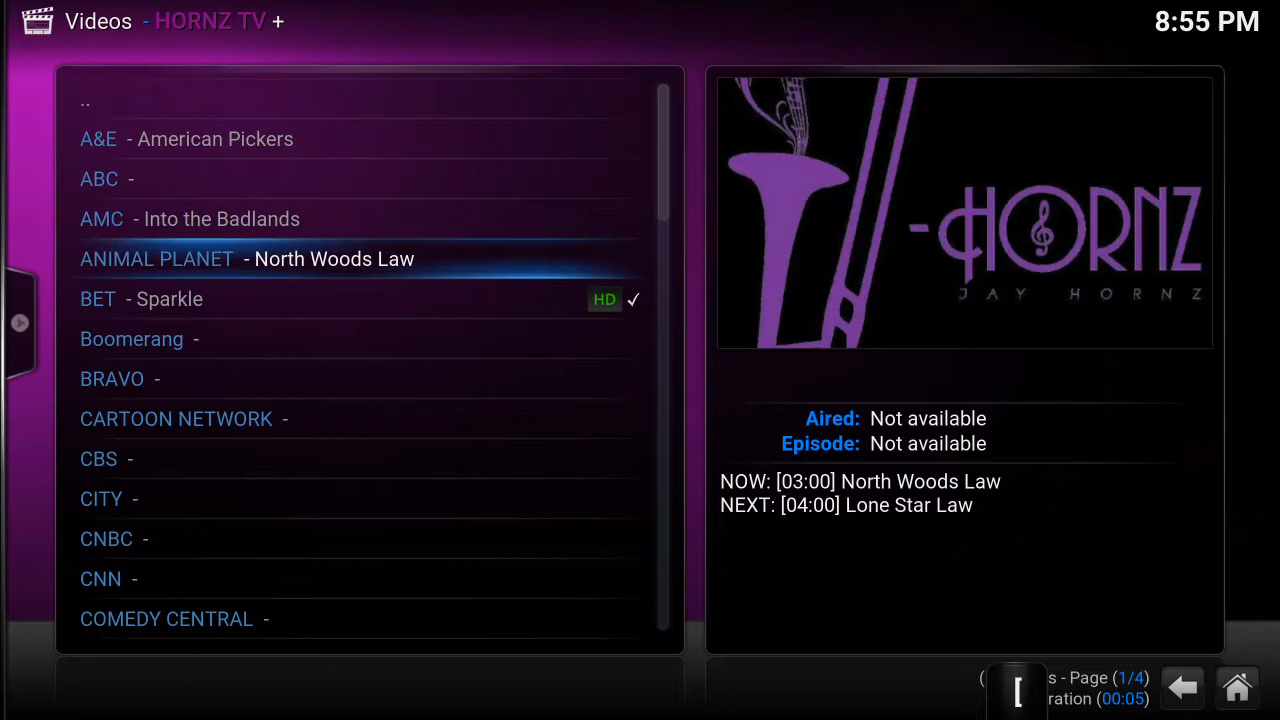 Videos - HORNZ TV +
8:55 PM
..
A&E - American Pickers
ABC -
AMC - Into the Badlands
ANIMAL PLANET - North Woods Law
BET - Sparkle HD
Boomerang -
BRAVO -
CARTOON NETWORK -
CBS -
CITY -
CNBC -
CNN -
COMEDY CENTRAL -
-HORNZ
JAY HORNZ
Aired: Not available
Episode: Not available
NOW: [03:00] North Woods Law
NEXT: [04:00] Lone Star Law
( [ s - Page (1/4)
ration (00:05)